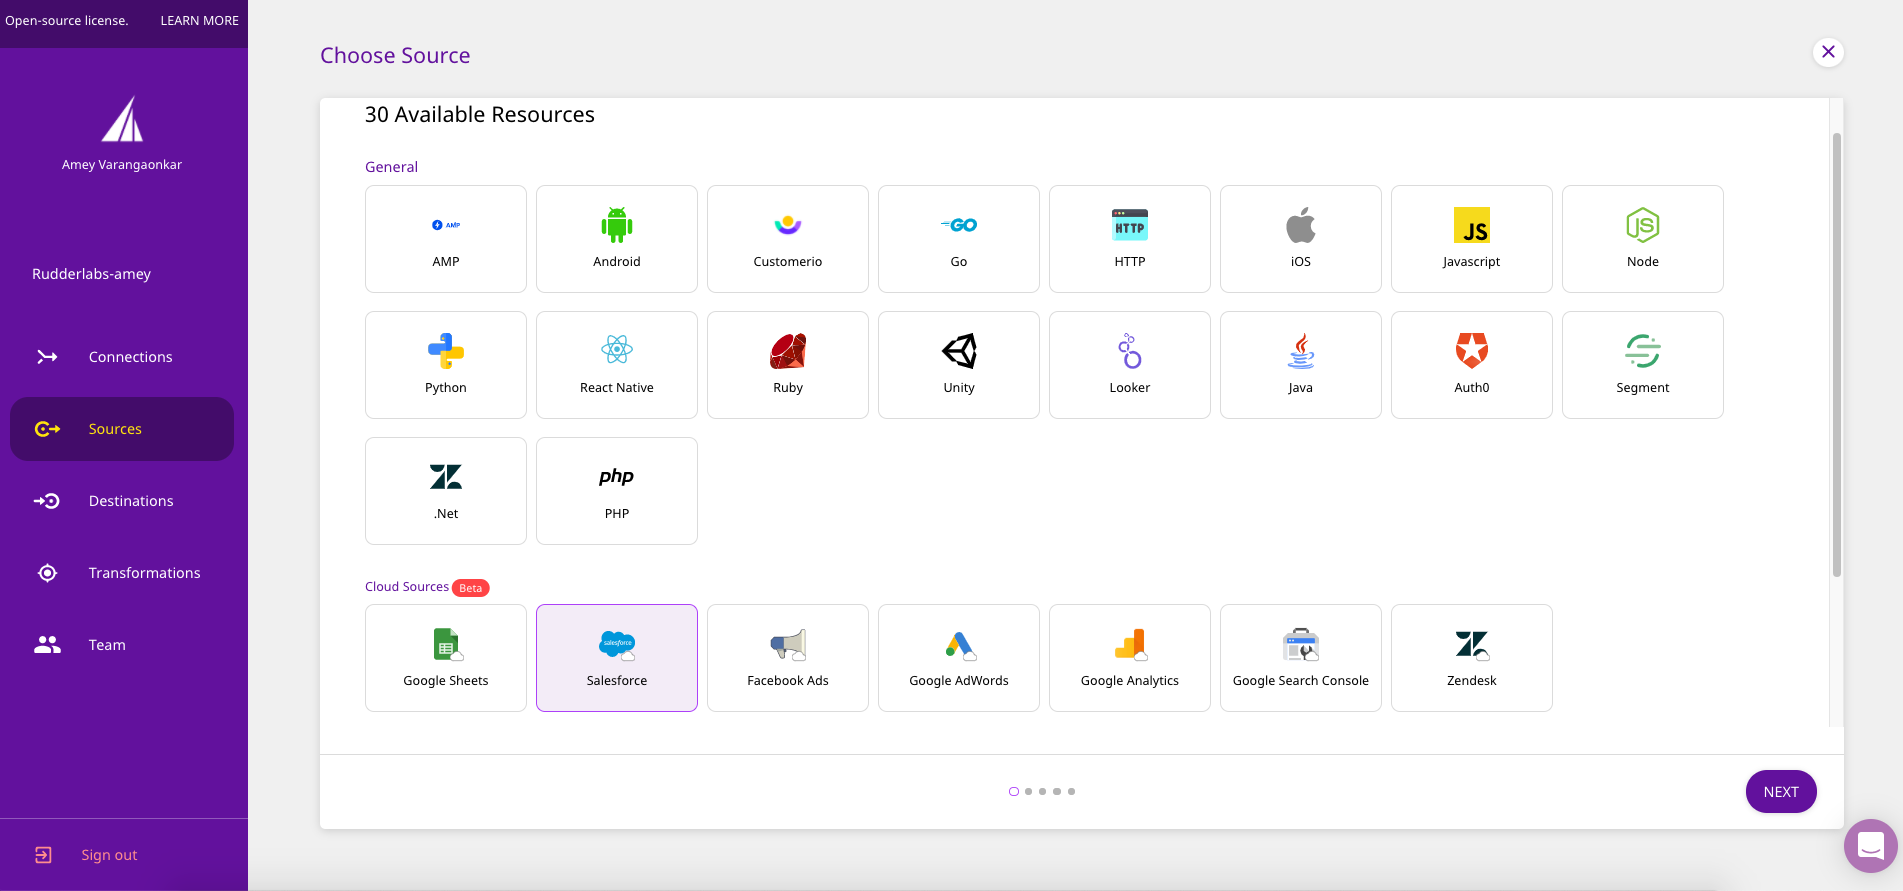 Open-source license. LEARN MORE
Amey Varangaonkar
Rudderlabs-amey
Connections
Sources
Destinations
Transformations
Team
Sign out
Choose Source
30 Available Resources
General
AMP
AMP
Android
Customerio
GO
Go
HTTP
HTTP
iOS
JS
Javascript
JS
Node
Python
React Native
Ruby
Unity
Looker
Java
Auth0
Segment
.Net
php
PHP
Cloud Sources Beta
Google Sheets
salesforce
Salesforce
Facebook Ads
Google AdWords
Google Analytics
Google Search Console
Zendesk
NEXT